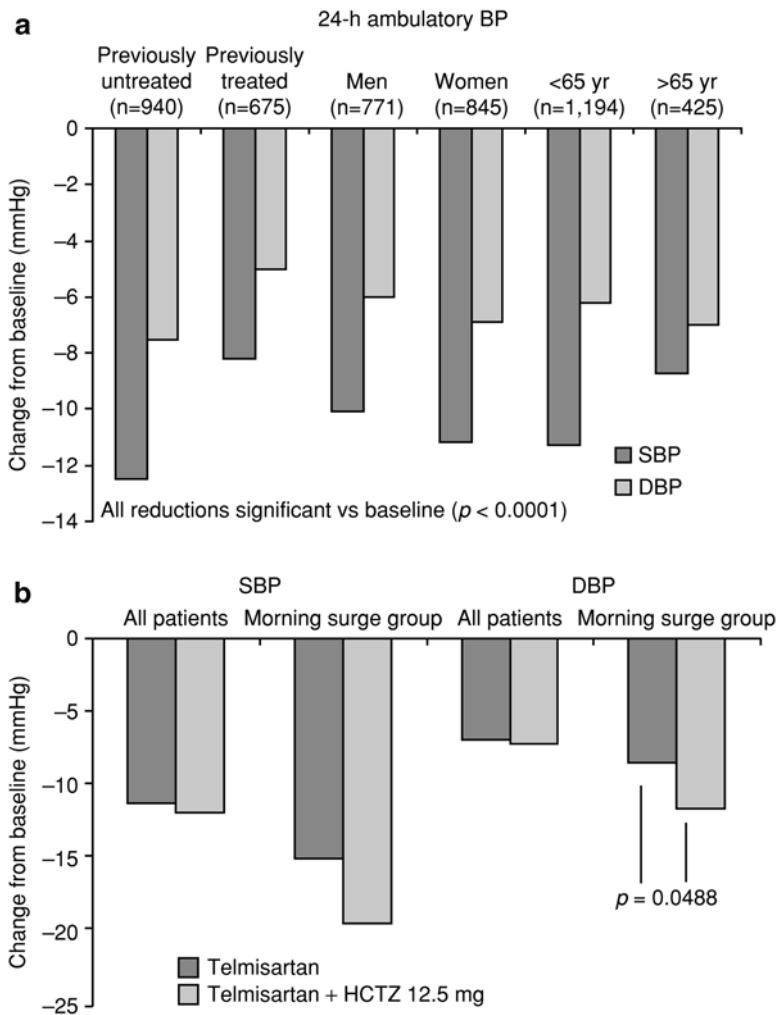 a
24-h ambulatory BP
Previously untreated (n=940)
Previously treated (n=675)
Men (n=771)
Women (n=845)
<65 yr (n=1,194)
>65 yr (n=425)
Change from baseline (mmHg)
0
−2
−4
−6
−8
−10
−12
−14
SBP
DBP
All reductions significant vs baseline (p < 0.0001)
b
SBP
DBP
All patients
Morning surge group
All patients
Morning surge group
Change from baseline (mmHg)
0
−5
−10
−15
−20
−25
p = 0.0488
Telmisartan
Telmisartan + HCTZ 12.5 mg